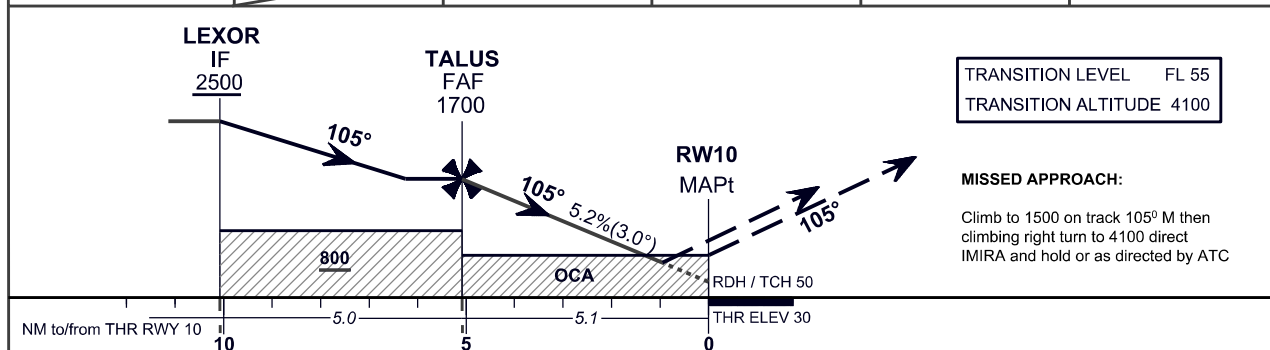 LEXOR
IF
2500
TALUS
FAF
1700
TRANSITION LEVEL FL 55
TRANSITION ALTITUDE 4100
105°
RW10
MAPt
105°
5.2%(3.0°)
105°
MISSED APPROACH:
Climb to 1500 on track 105⁰ M then
climbing right turn to 4100 direct
IMIRA and hold or as directed by ATC
800
OCA
RDH / TCH 50
NM to/from THR RWY 10
5.0
5.1
THR ELEV 30
10
5
0